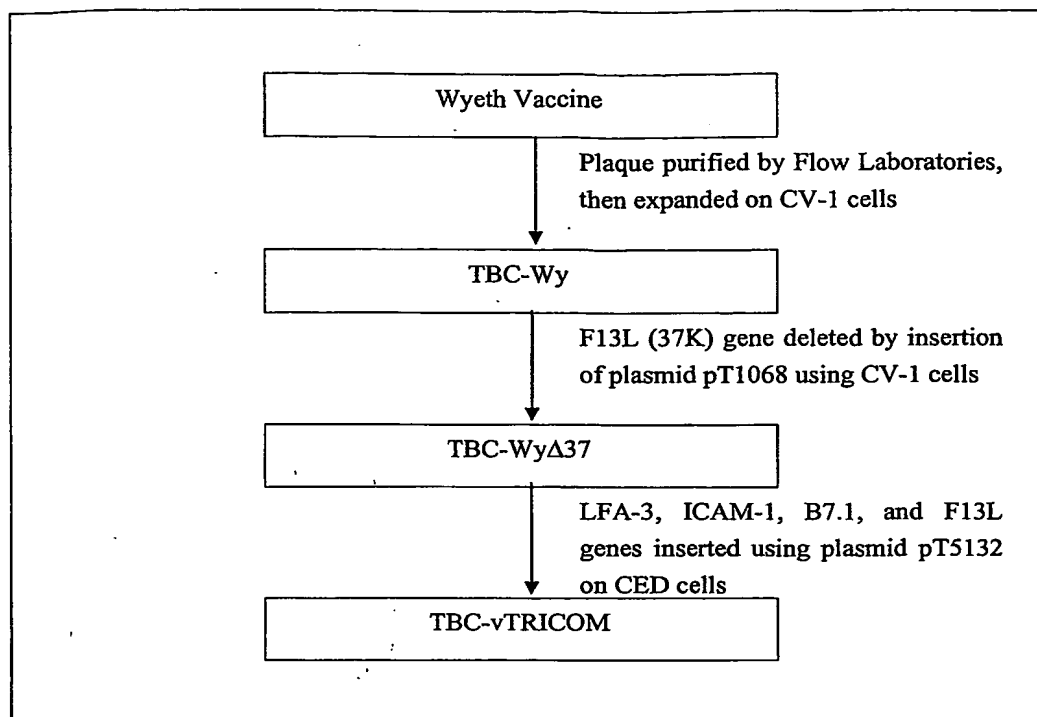 Wyeth Vaccine
Plaque purified by Flow Laboratories,
then expanded on CV-1 cells
TBC-Wy
F13L (37K) gene deleted by insertion
of plasmid pT1068 using CV-1 cells
TBC-WyΔ37
LFA-3, ICAM-1, B7.1, and F13L
genes inserted using plasmid pT5132
on CED cells
TBC-vTRICOM